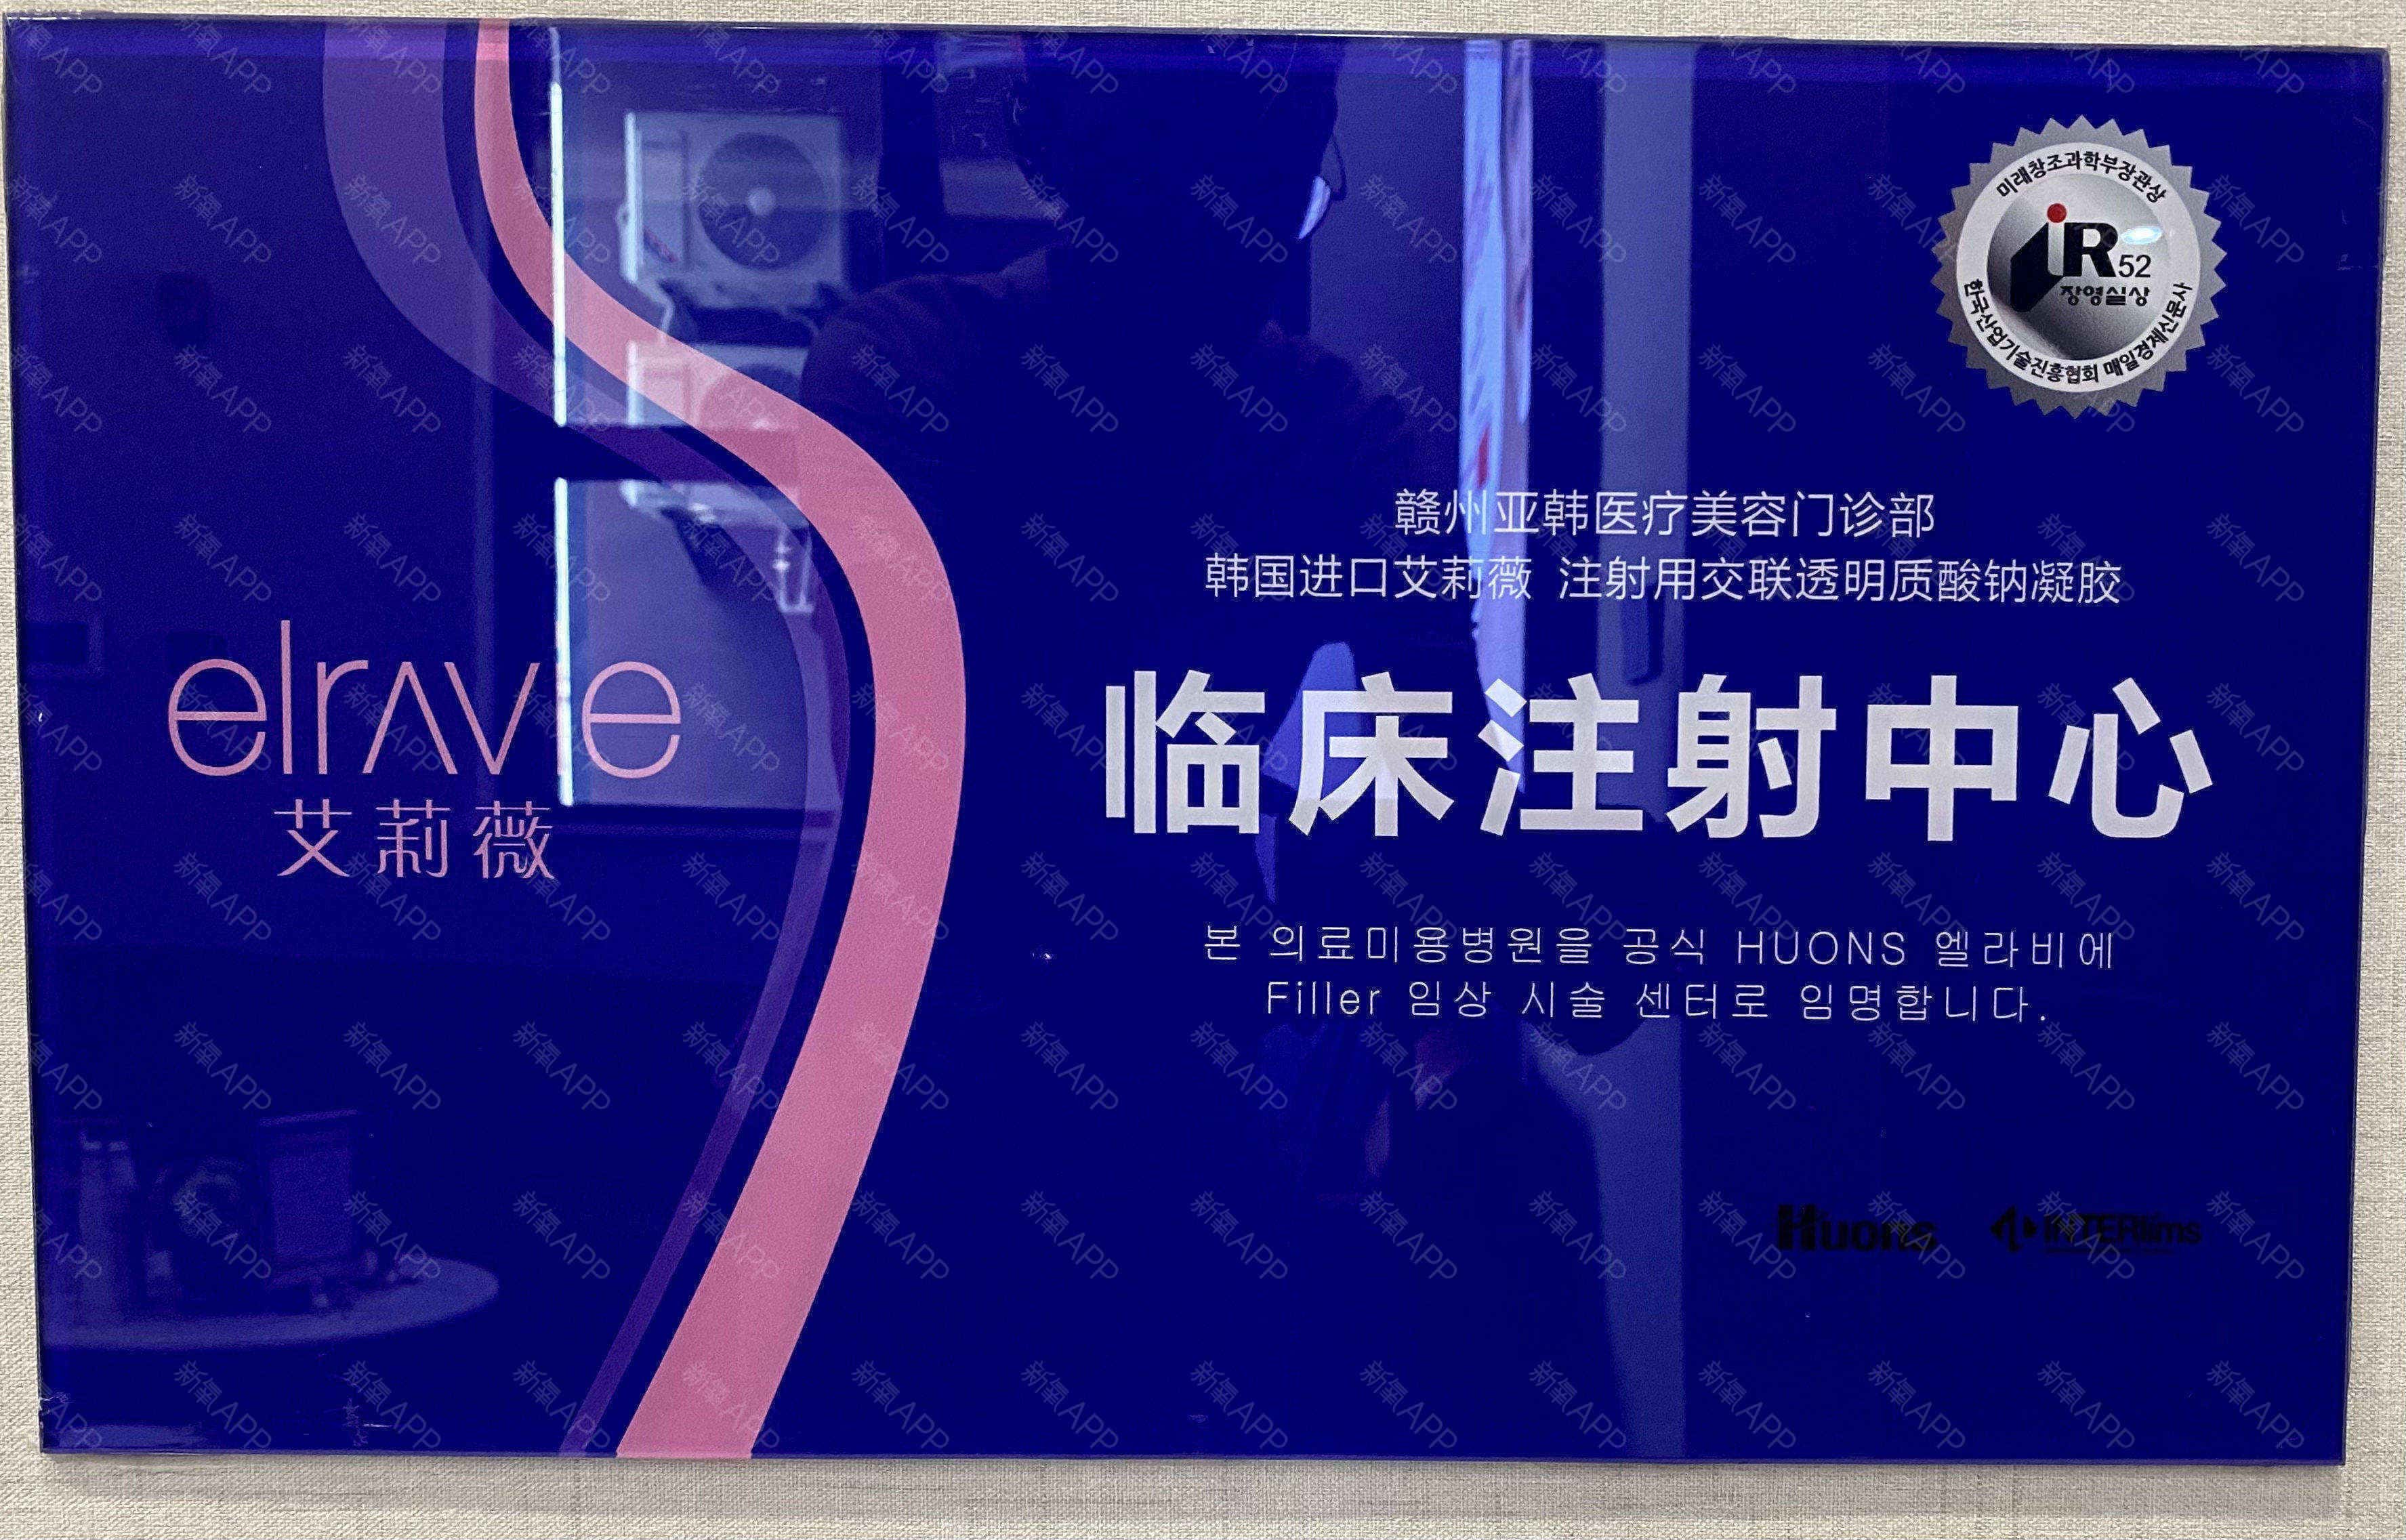 elravie
艾莉薇
미래창조과학부장관상
iR52
장영실상
한국산업기술진흥협회 매일경제신문사
赣州亚韩医疗美容门诊部
韩国进口艾莉薇 注射用交联透明质酸钠凝胶
临床注射中心
본 의료미용병원을 공식 HUONS 엘라비에
Filler 임상 시술 센터로 임명합니다.
Huons
新氧APP